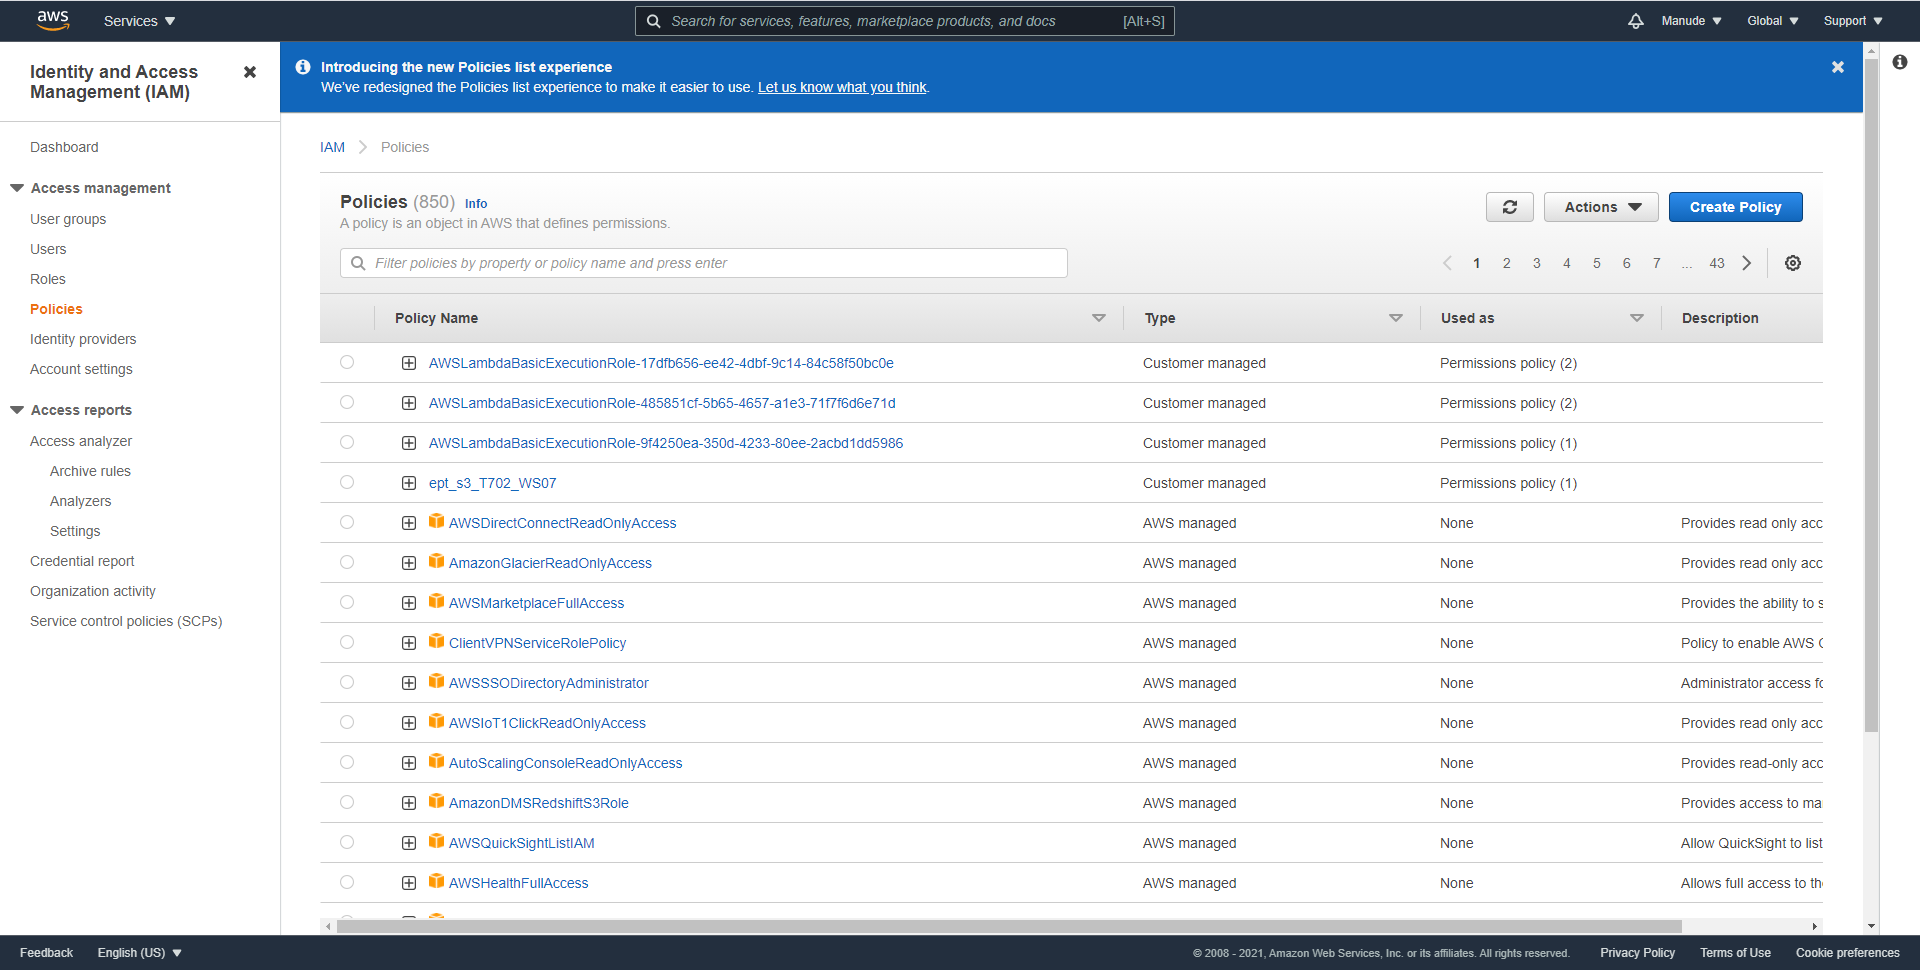 aws
Services
Search for services, features, marketplace products, and docs [Alt+S]
Manude
Global
Support
Identity and Access
Management (IAM)
Dashboard
Access management
User groups
Users
Roles
Policies
Identity providers
Account settings
Access reports
Access analyzer
Archive rules
Analyzers
Settings
Credential report
Organization activity
Service control policies (SCPs)
Introducing the new Policies list experience
We've redesigned the Policies list experience to make it easier to use. Let us know what you think.
IAM Policies
Policies (850) Info
A policy is an object in AWS that defines permissions.
Actions
Create Policy
Filter policies by property or policy name and press enter
1 2 3 4 5 6 7 ... 43
Policy Name Type Used as Description
AWSLambdaBasicExecutionRole-17dfb656-ee42-4dbf-9c14-84c58f50bc0e Customer managed Permissions policy (2)
AWSLambdaBasicExecutionRole-485851cf-5b65-4657-a1e3-71f7f6d6e71d Customer managed Permissions policy (2)
AWSLambdaBasicExecutionRole-9f4250ea-350d-4233-80ee-2acbd1dd5986 Customer managed Permissions policy (1)
ept_s3_T702_WS07 Customer managed Permissions policy (1)
AWSDirectConnectReadOnlyAccess AWS managed None Provides read only acc
AmazonGlacierReadOnlyAccess AWS managed None Provides read only acc
AWSMarketplaceFullAccess AWS managed None Provides the ability to s
ClientVPNServiceRolePolicy AWS managed None Policy to enable AWS C
AWSSSODirectoryAdministrator AWS managed None Administrator access fo
AWSIoT1ClickReadOnlyAccess AWS managed None Provides read only acc
AutoScalingConsoleReadOnlyAccess AWS managed None Provides read-only acc
AmazonDMSRedshiftS3Role AWS managed None Provides access to ma
AWSQuickSightListIAM AWS managed None Allow QuickSight to list
AWSHealthFullAccess AWS managed None Allows full access to the
Feedback English (US)
© 2008 - 2021, Amazon Web Services, Inc. or its affiliates. All rights reserved. Privacy Policy Terms of Use Cookie preferences